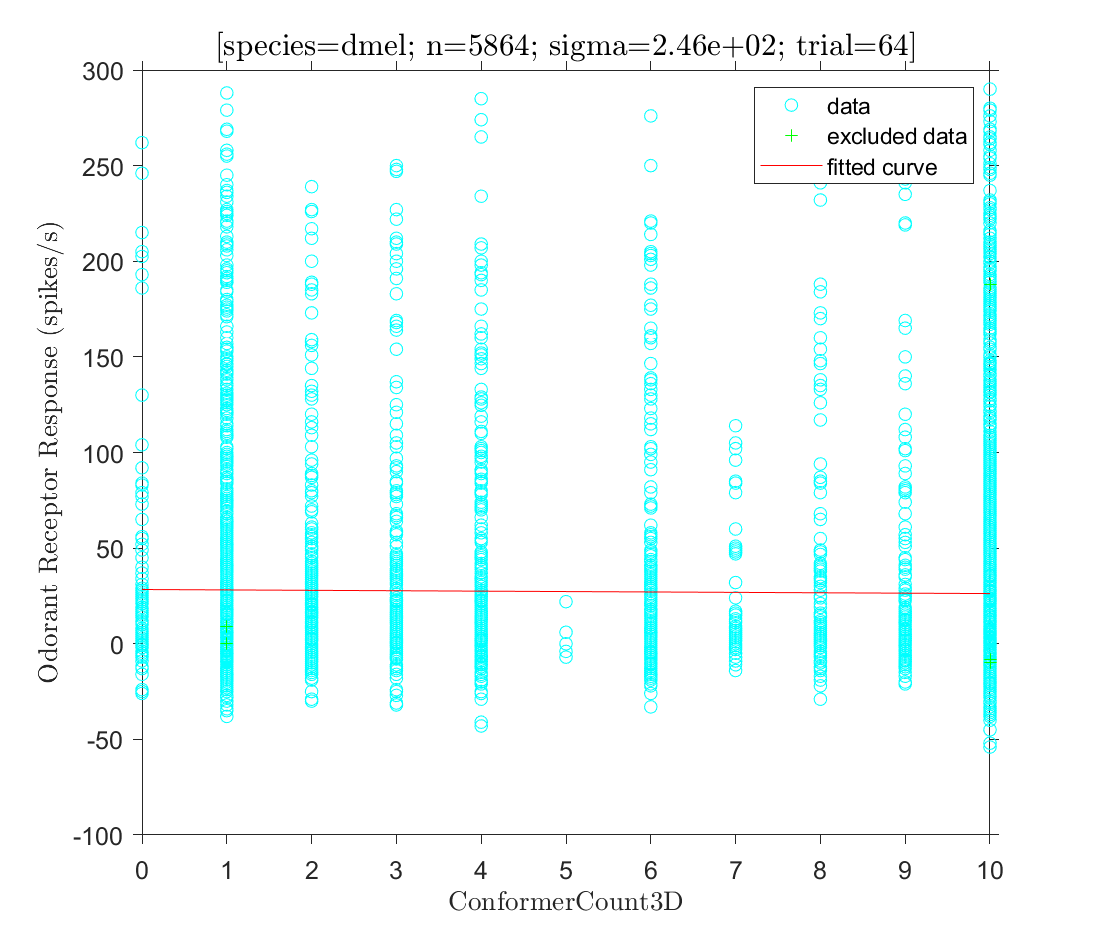 [species=dmel; n=5864; sigma=2.46e+02; trial=64]
300
250
200
150
100
50
0
-50
-100
Odorant Receptor Response (spikes/s)
data
excluded data
fitted curve
0 1 2 3 4 5 6 7 8 9 10
ConformerCount3D